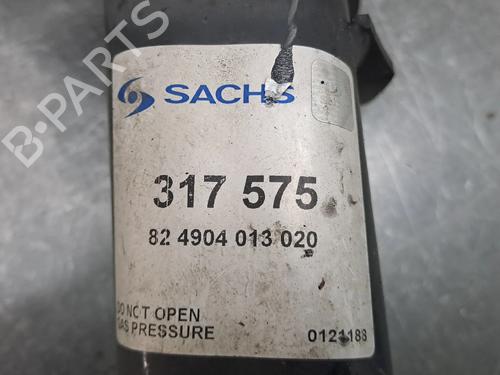 B-PARTS
SACHS
317 575
82 4904 013 020
DO NOT OPEN
GAS PRESSURE
0121188